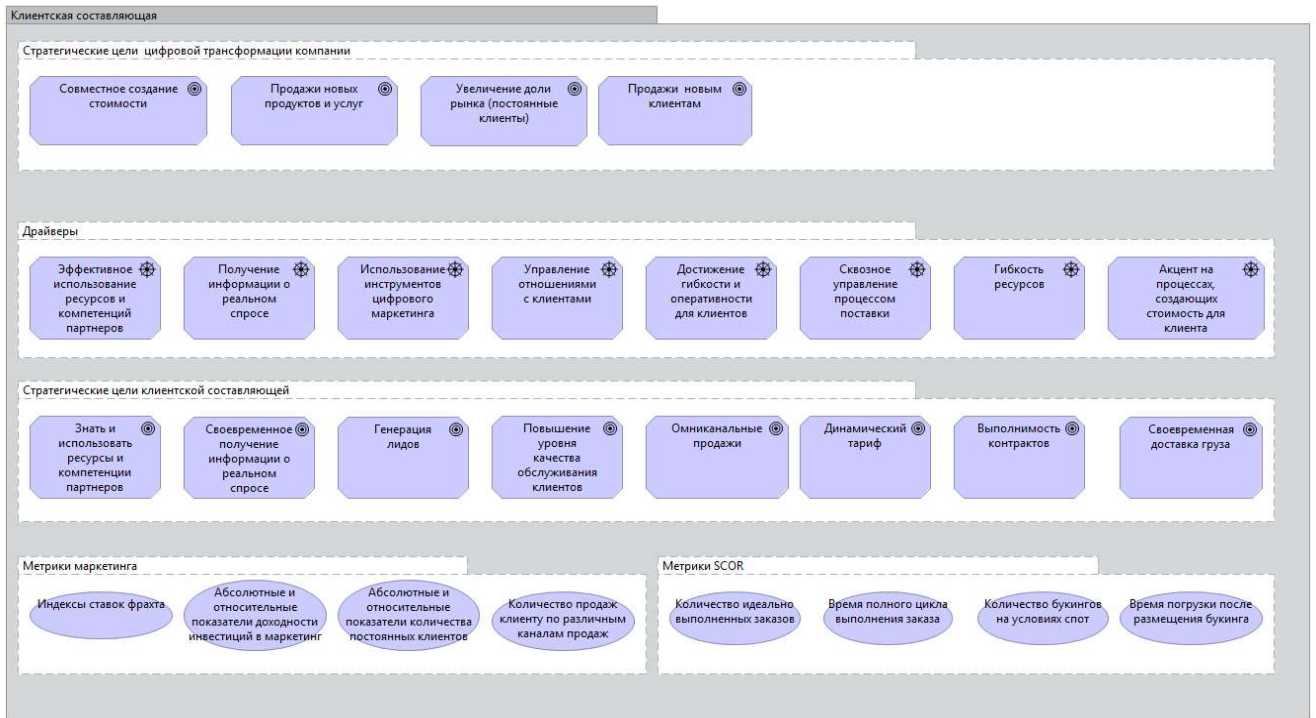 Клиентская составляющая
Стратегические цели цифровой трансформации компании
Совместное создание
стоимости
Продажи новых
продуктов и услуг
Увеличение доли
рынка (постоянные
клиенты)
Продажи новым
клиентам
Драйверы
Эффективное
использование
ресурсов и
компетенций
партнеров
Получение
информации о
реальном
спросе
Использование
инструментов
цифрового
маркетинга
Управление
отношениями
с клиентами
Достижение
гибкости и
оперативности
для клиентов
Сквозное
управление
процессом
поставки
Гибкость
ресурсов
Акцент на
процессах,
создающих
стоимость для
клиента
Стратегические цели клиентской составляющей
Знать и
использовать
ресурсы и
компетенции
партнеров
Своевременное
получение
информации о
реальном
спросе
Генерация
лидов
Повышение
уровня
качества
обслуживания
клиентов
Омниканальные
продажи
Динамический
тариф
Выполнимость
контрактов
Своевременная
доставка груза
Метрики маркетинга
Индексы ставок фрахта
Абсолютные и
относительные
показатели доходности
инвестиций в маркетинг
Абсолютные и
относительные
показатели количества
постоянных клиентов
Количество продаж
клиенту по различным
каналам продаж
Метрики SCOR
Количество идеально
выполненных заказов
Время полного цикла
выполнения заказа
Количество букингов
на условиях спот
Время погрузки после
размещения букинга